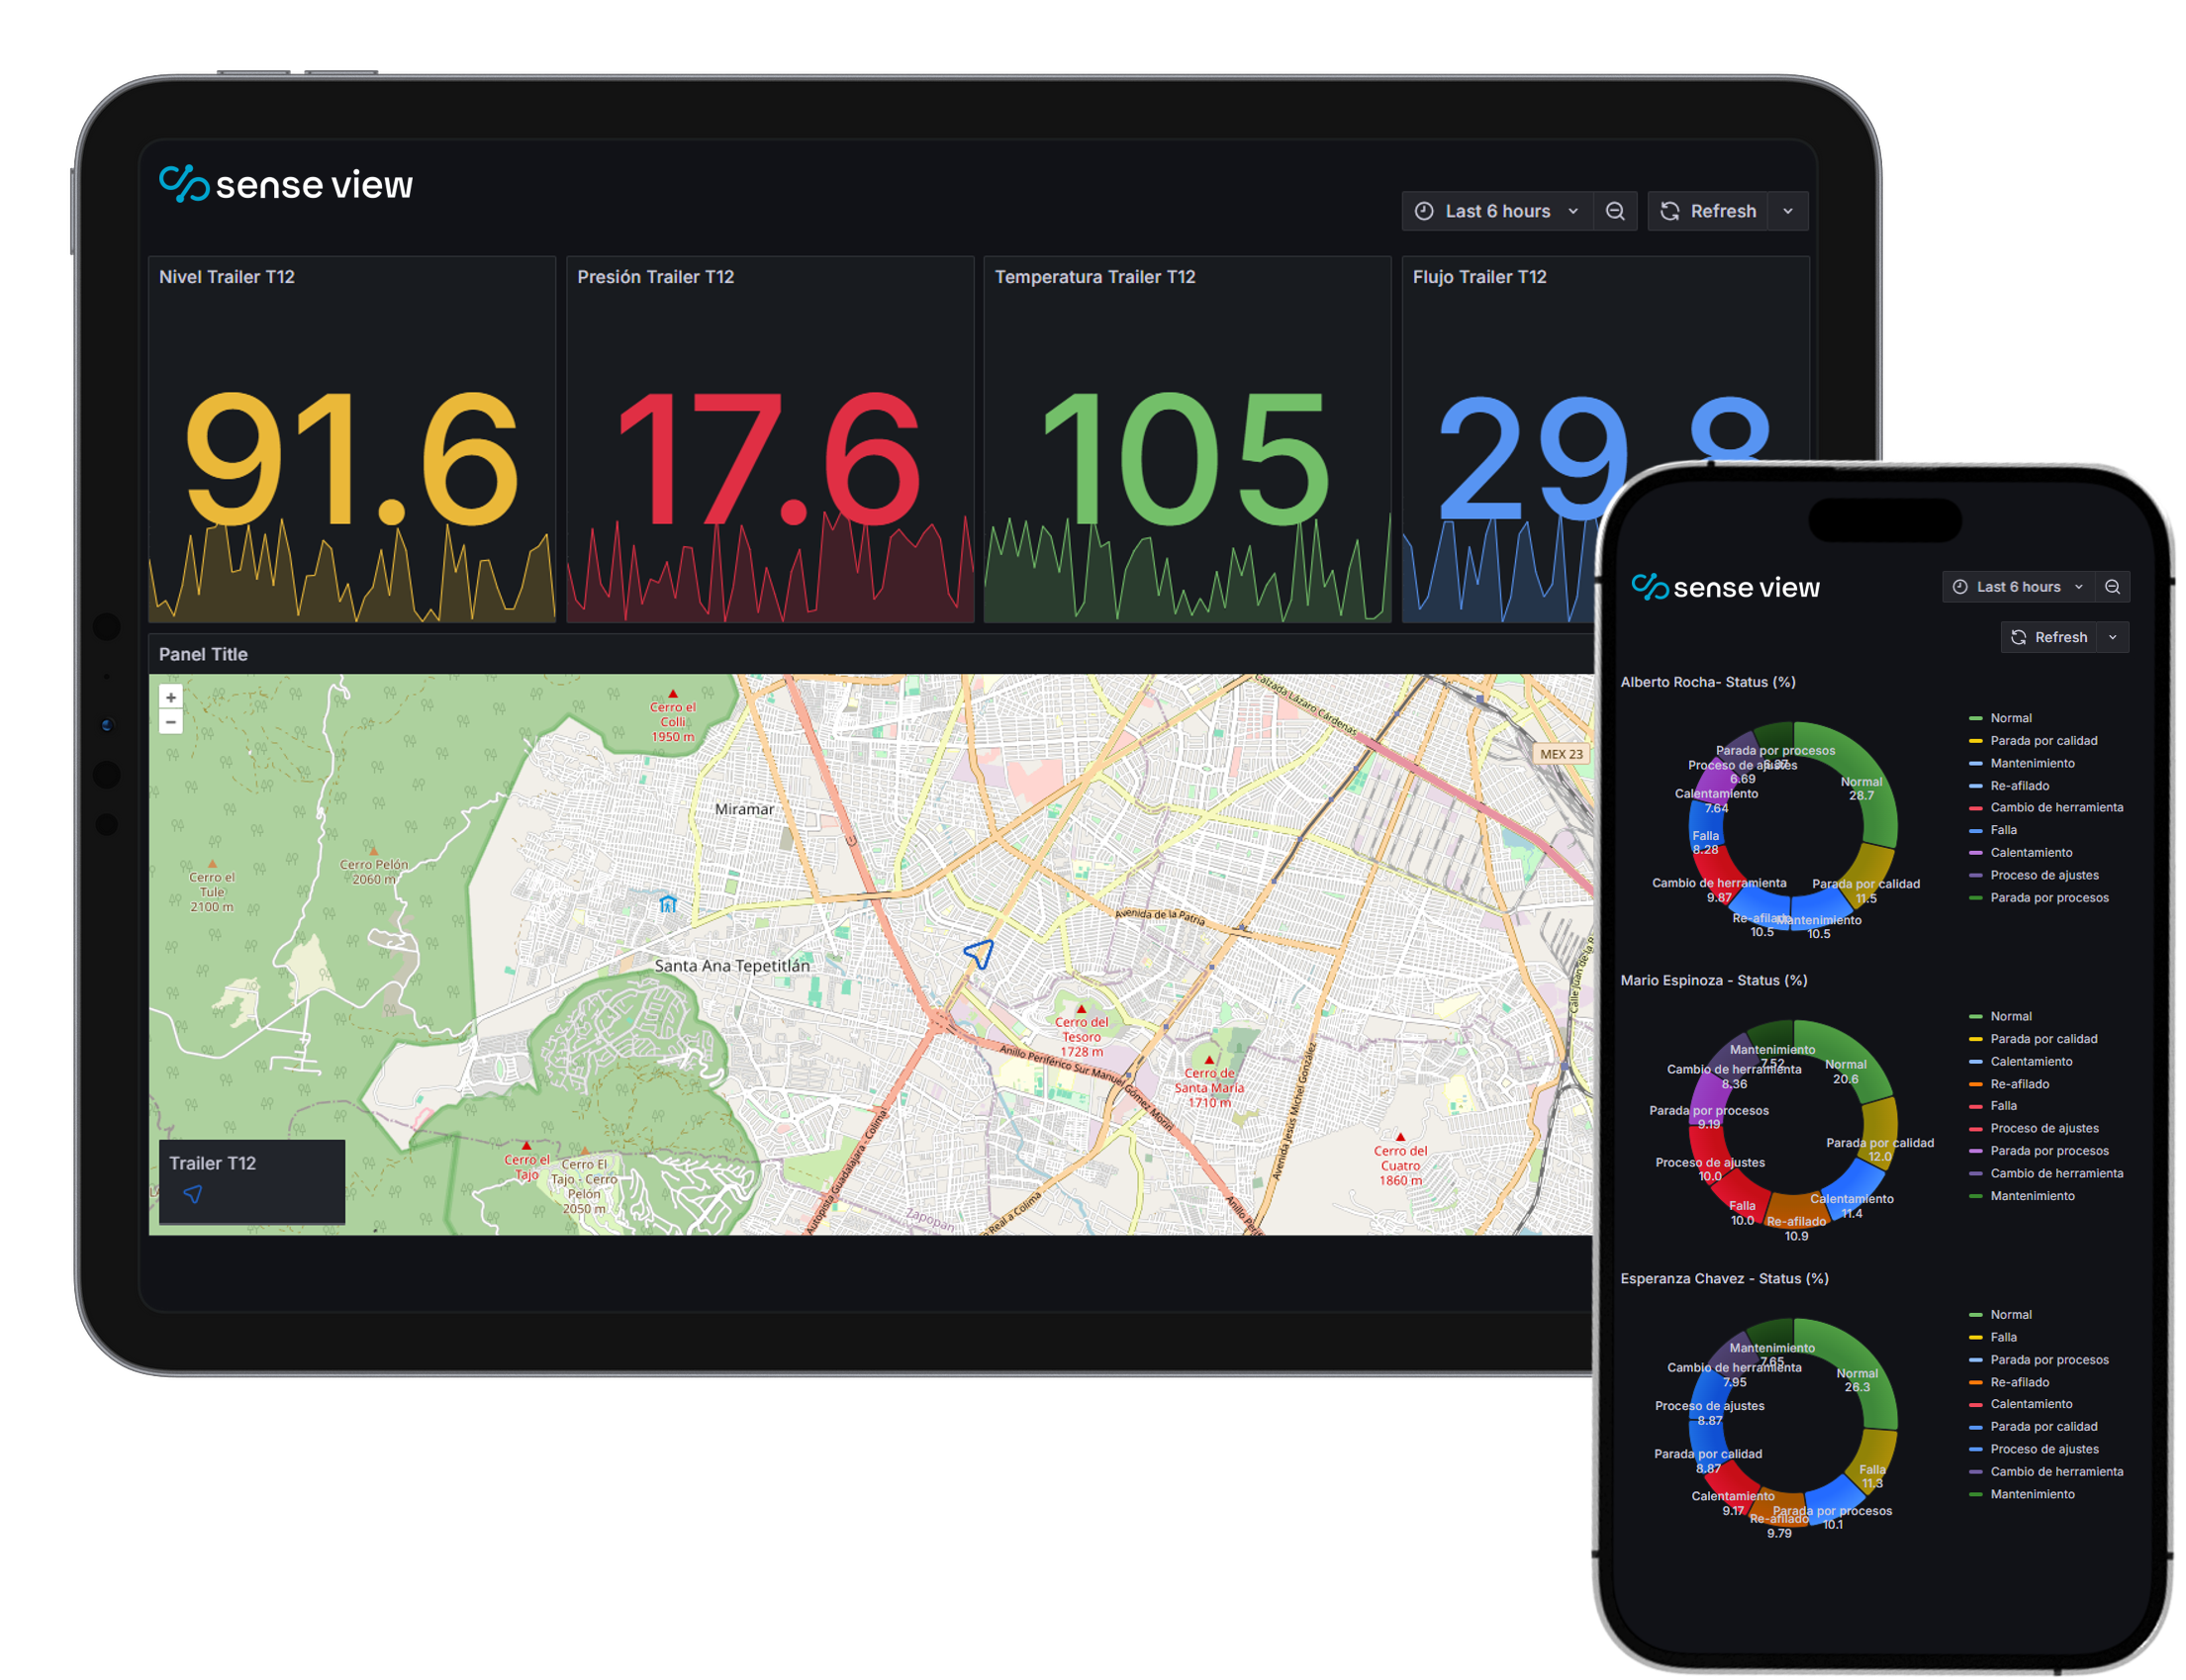 sense view
Last 6 hours
Refresh
Nivel Trailer T12
Presión Trailer T12
Temperatura Trailer T12
Flujo Trailer T12
91.6
17.6
105
29.8
Panel Title
+
−
Cerro el
Colli
1950 m
Calzada Lázaro Cárdenas
MEX 23
Miramar
Cerro Pelón
2060 m
Cerro el
Tule
2100 m
Avenida de la Patria
Santa Ana Tepetitlán
Cerro del
Tesoro
1728 m
Anillo Periférico Sur Manuel Gómez Morin
Cerro de
Santa María
1710 m
Avenida Jesús Michel González
Cerro del
Cuatro
1860 m
Cerro el
Tajo
Cerro El
Tajo - Cerro
Pelón
2050 m
Autopista Guadalajara - Colima
Zapopan
Real a Colima
Anillo Perif
Trailer T12
sense view
Last 6 hours
Refresh
Alberto Rocha- Status (%)
Parada por procesos
Proceso de ajustes
6.69
Calentamiento
7.64
Falla
8.28
Cambio de herramienta
9.87
Re-afilado
10.5
Mantenimiento
10.5
Parada por calidad
11.5
Normal
28.7
Normal
Parada por calidad
Mantenimiento
Re-afilado
Cambio de herramienta
Falla
Calentamiento
Proceso de ajustes
Parada por procesos
Mario Espinoza - Status (%)
Mantenimiento
7.52
Cambio de herramienta
8.36
Parada por procesos
9.19
Proceso de ajustes
10.0
Falla
10.0
Re-afilado
10.9
Calentamiento
11.4
Parada por calidad
12.0
Normal
20.6
Normal
Parada por calidad
Calentamiento
Re-afilado
Falla
Proceso de ajustes
Parada por procesos
Cambio de herramienta
Mantenimiento
Esperanza Chavez - Status (%)
Mantenimiento
7.65
Cambio de herramienta
7.95
Proceso de ajustes
8.87
Parada por calidad
8.87
Calentamiento
9.17
Re-afilado
9.79
Parada por procesos
10.1
Falla
11.3
Normal
26.3
Normal
Falla
Parada por procesos
Re-afilado
Calentamiento
Parada por calidad
Proceso de ajustes
Cambio de herramienta
Mantenimiento